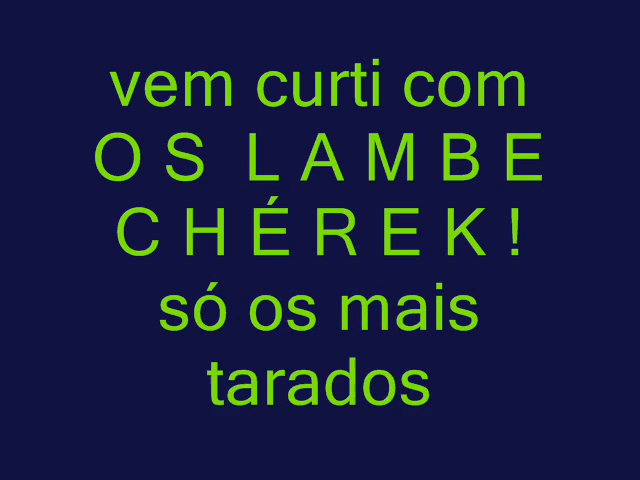 vem curti com
O S  L A M B E
C H É R E K !
só os mais
tarados